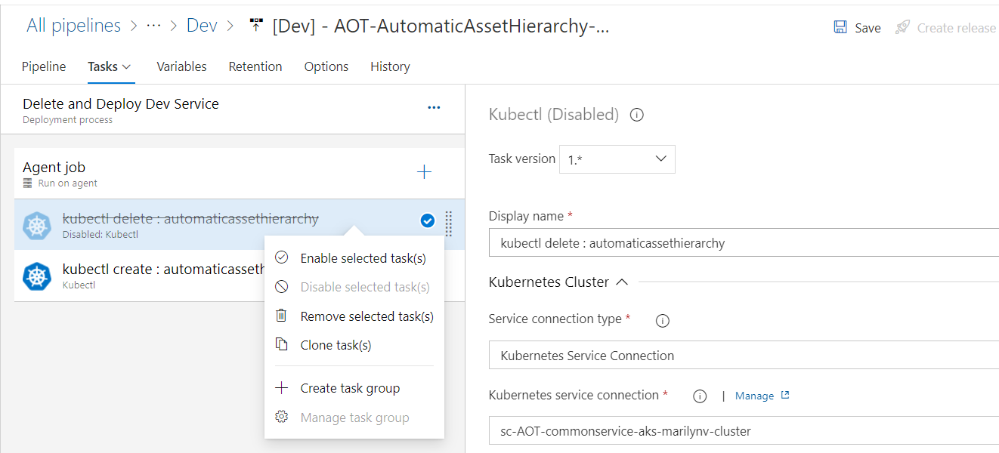 All pipelines > ··· > Dev > [Dev] - AOT-AutomaticAssetHierarchy-...
Save
Create release
Pipeline
Tasks
Variables
Retention
Options
History
Delete and Deploy Dev Service
Deployment process
...
Agent job
Run on agent
kubectl delete : automaticassethierarchy
Disabled: Kubectl
kubectl create : automaticasset
Kubectl
Enable selected task(s)
Disable selected task(s)
Remove selected task(s)
Clone task(s)
Create task group
Manage task group
Kubectl (Disabled)
Task version 1.*
Display name *
kubectl delete : automaticassethierarchy
Kubernetes Cluster
Service connection type *
Kubernetes Service Connection
Kubernetes service connection * | Manage
sc-AOT-commonservice-aks-marilynv-cluster